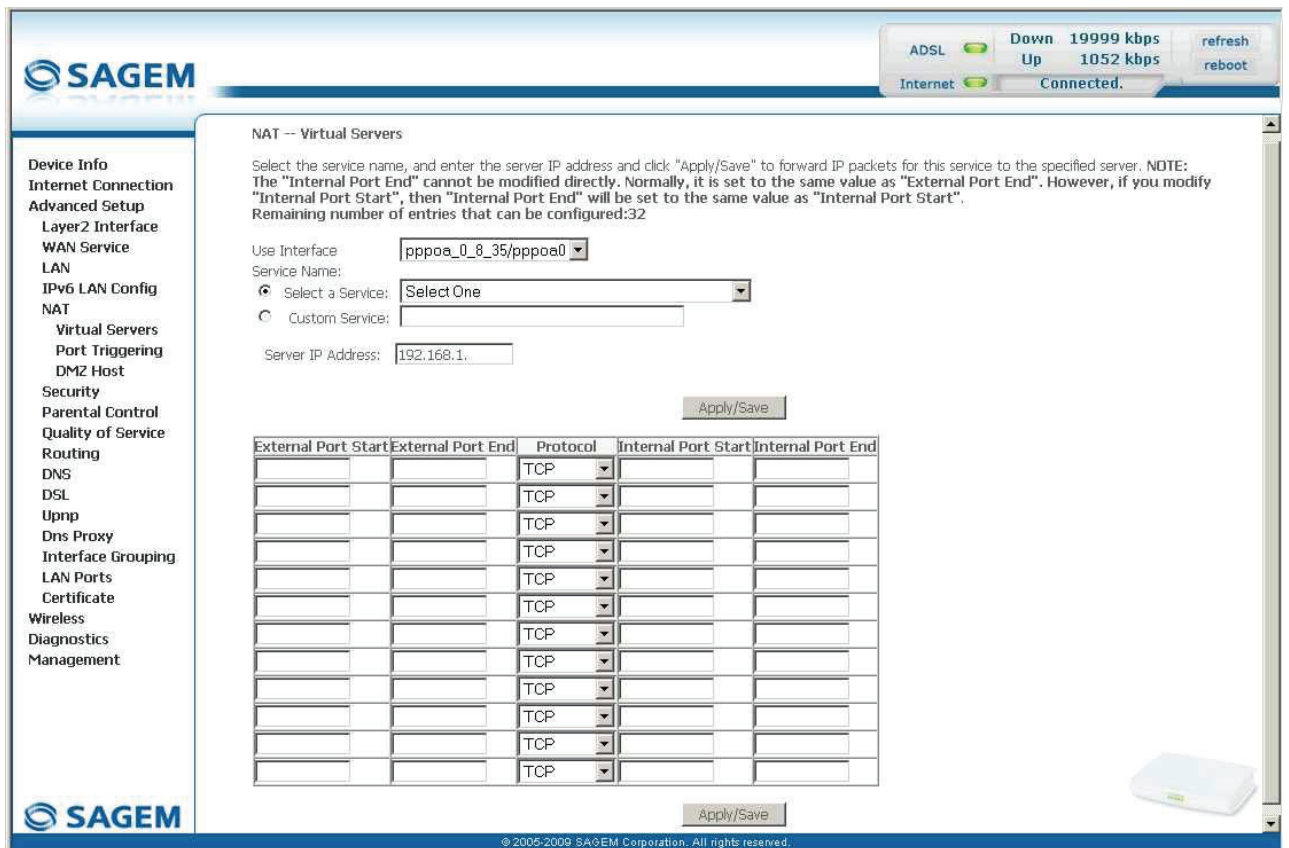 SAGEM
ADSL
Down 19999 kbps
Up 1052 kbps
refresh
reboot
Internet
Connected.
Device Info
Internet Connection
Advanced Setup
Layer2 Interface
WAN Service
LAN
IPv6 LAN Config
NAT
Virtual Servers
Port Triggering
DMZ Host
Security
Parental Control
Quality of Service
Routing
DNS
DSL
Upnp
Dns Proxy
Interface Grouping
LAN Ports
Certificate
Wireless
Diagnostics
Management
SAGEM
NAT -- Virtual Servers
Select the service name, and enter the server IP address and click "Apply/Save" to forward IP packets for this service to the specified server. NOTE:
The "Internal Port End" cannot be modified directly. Normally, it is set to the same value as "External Port End". However, if you modify
"Internal Port Start", then "Internal Port End" will be set to the same value as "Internal Port Start".
Remaining number of entries that can be configured:32
Use Interface pppoa_0_8_35/pppoa0
Service Name:
Select a Service: Select One
Custom Service:
Server IP Address: 192.168.1.
Apply/Save
External Port Start External Port End Protocol Internal Port Start Internal Port End
TCP
TCP
TCP
TCP
TCP
TCP
TCP
TCP
TCP
TCP
TCP
TCP
Apply/Save
© 2005-2009 SAGEM Corporation. All rights reserved.